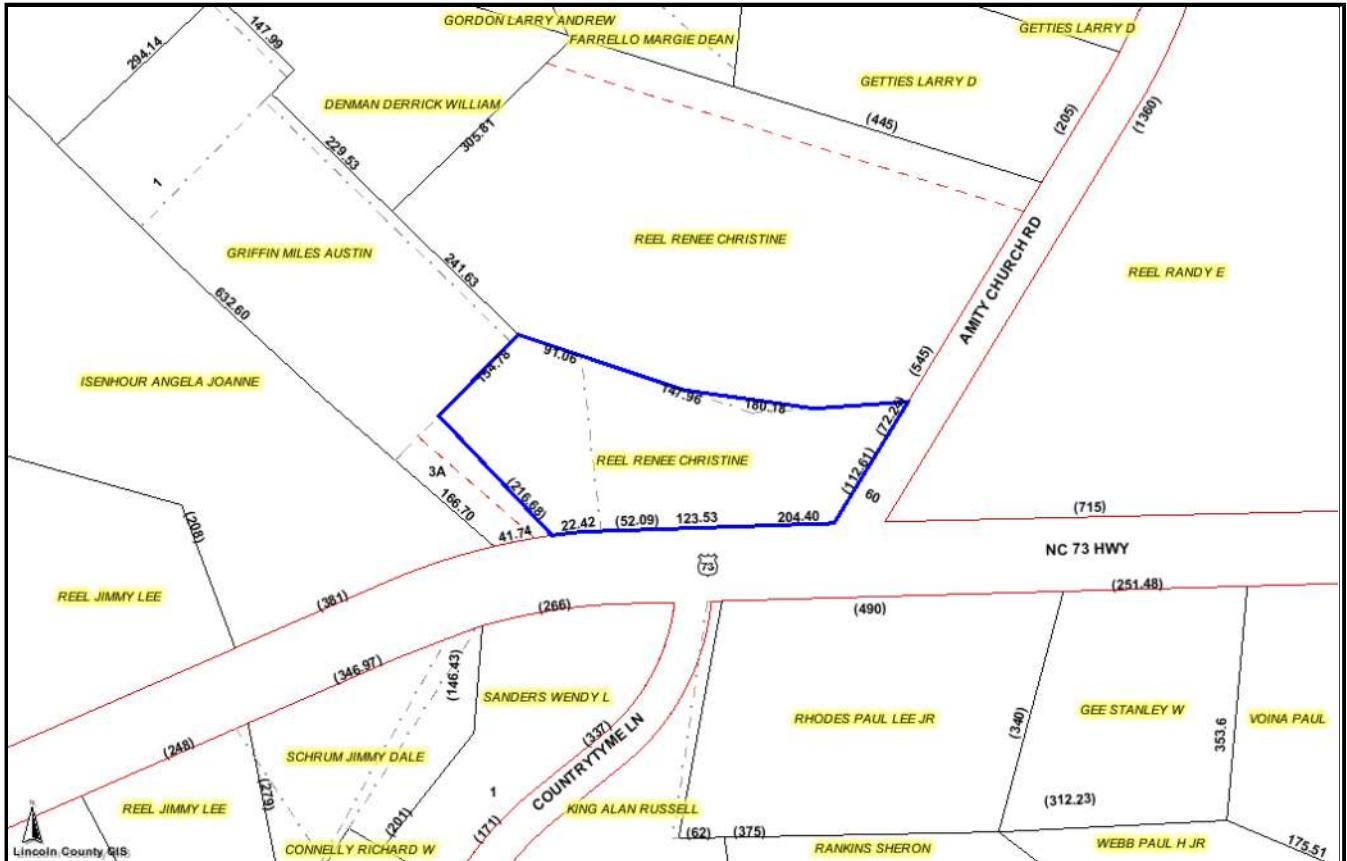 GORDON LARRY ANDREW
FARRELLO MARGIE DEAN
GETTIES LARRY D
147.99
294.14
GETTIES LARRY D
DENMAN DERRICK WILLIAM
(445)
(205)
(1360)
305.81
229.53
1
REEL RENEE CHRISTINE
AMITY CHURCH RD
GRIFFIN MILES AUSTIN
241.63
REEL RANDY E
632.60
91.06
154.78
(545)
ISENHOUR ANGELA JOANNE
147.96
180.18
(72.24)
REEL RENEE CHRISTINE
(112.61)
3A
(216.68)
60
166.70
(208)
(715)
22.42
(52.09)
123.53
204.40
41.74
NC 73 HWY
73
REEL JIMMY LEE
(381)
(266)
(490)
(251.48)
(346.97)
(146.43)
SANDERS WENDY L
RHODES PAUL LEE JR
(340)
GEE STANLEY W
VOINA PAUL
353.6
(248)
SCHRUM JIMMY DALE
(337)
COUNTRYTYME LN
(279)
1
REEL JIMMY LEE
(201)
(171)
KING ALAN RUSSELL
(312.23)
(62)
(375)
N
Lincoln County GIS
CONNELLY RICHARD W
RANKINS SHERON
WEBB PAUL H JR
175.51